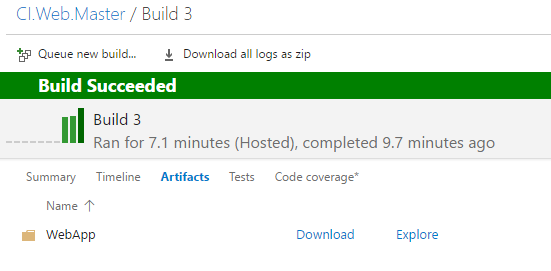 CI.Web.Master / Build 3
Queue new build... Download all logs as zip
Build Succeeded
Build 3
Ran for 7.1 minutes (Hosted), completed 9.7 minutes ago
Summary Timeline Artifacts Tests Code coverage*
Name ↑
WebApp Download Explore